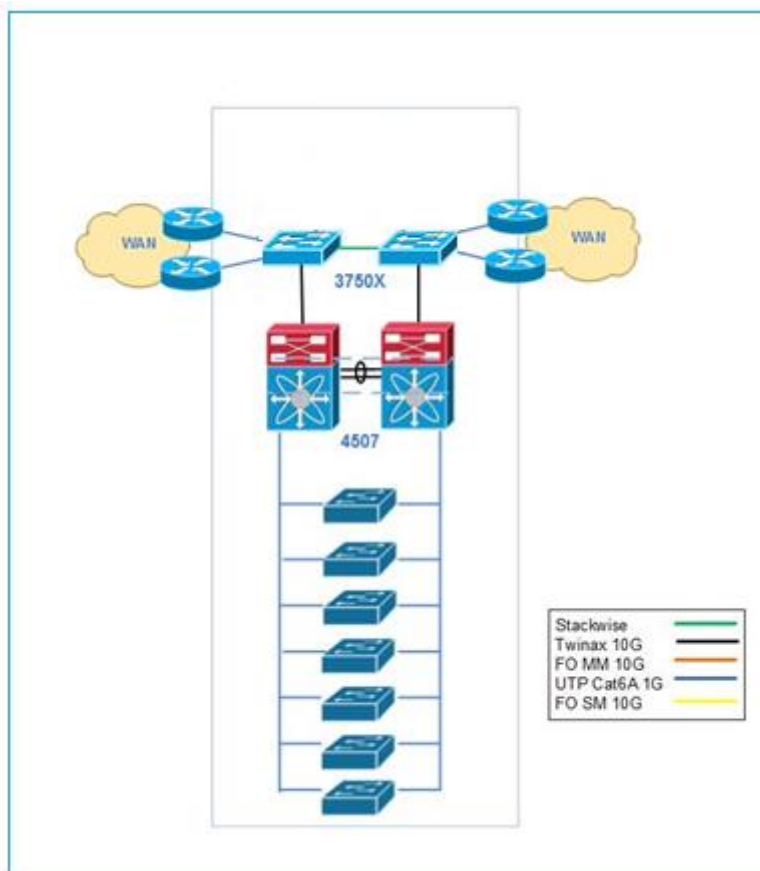 WAN
WAN
3750X
4507
Stackwise
Twinax 10G
FO MM 10G
UTP Cat6A 1G
FO SM 10G